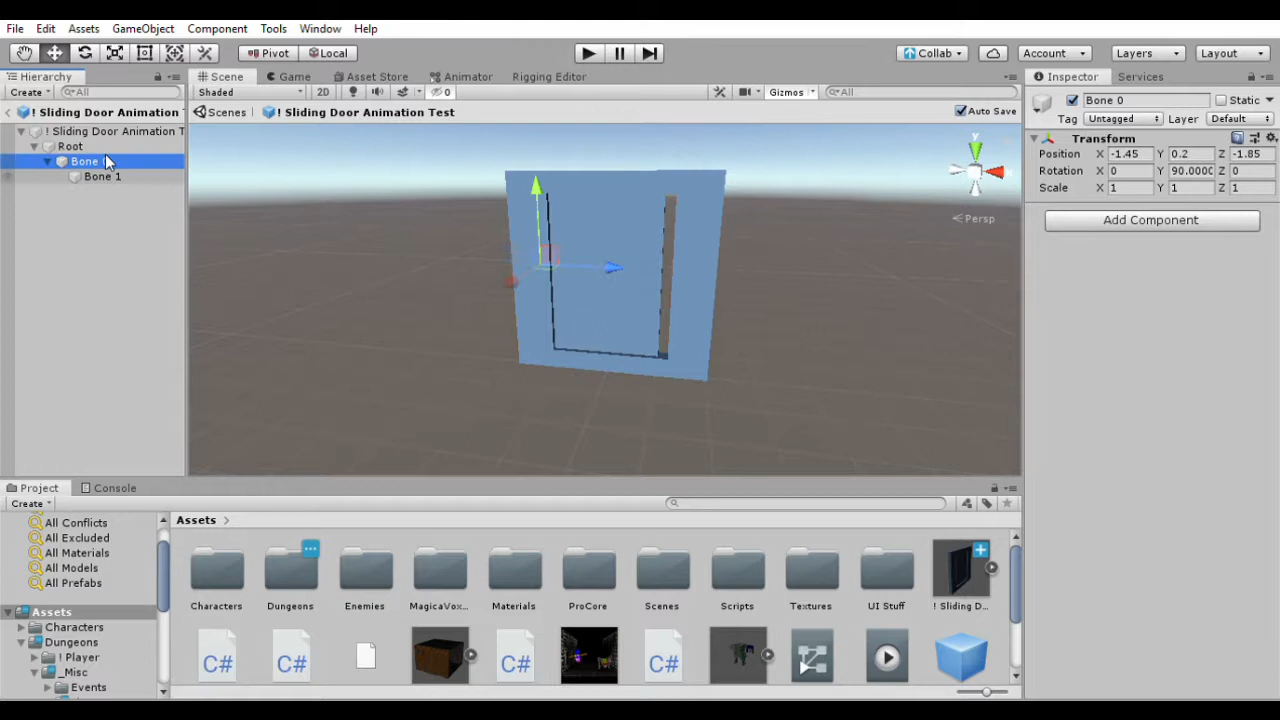 File Edit Assets GameObject Component Tools Window Help
Pivot Local Collab Account Layers Layout
Hierarchy Scene Game Asset Store Animator Rigging Editor Inspector Services
Create All Shaded 2D 0 Gizmos All Bone 0 Static
! Sliding Door Animation Scenes ! Sliding Door Animation Test Auto Save Tag Untagged Layer Default
! Sliding Door Animation T Transform
Root Position X -1.45 Y 0.2 Z -1.85
Bone Rotation X 0 Y 90.0000 Z 0
Bone 1 Scale X 1 Y 1 Z 1
y
Persp Add Component
Project Console
Create
All Conflicts Assets
All Excluded
All Materials
All Models
All Prefabs
Characters Dungeons Enemies MagicaVox... Materials ProCore Scenes Scripts Textures UI Stuff ! Sliding D...
Assets
Characters
Dungeons
! Player C# C# C# C#
_Misc
Events